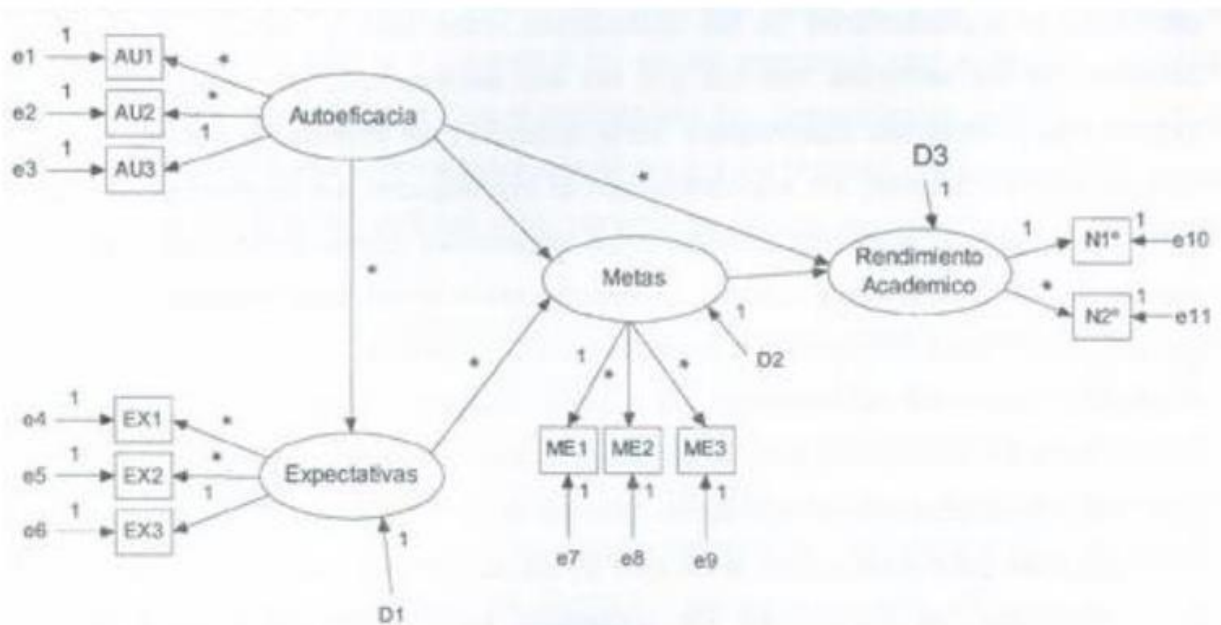 1
e1
AU1
*
1
e2
AU2
*
1
e3
AU3
1
Autoeficacia
*
*
D3
1
Metas
1
D2
Rendimiento
Academico
1
N1º
1
e10
*
N2º
1
e11
*
1
*
*
ME1
ME2
ME3
1
1
1
e7
e8
e9
1
e4
EX1
*
1
e5
EX2
*
1
e6
EX3
1
Expectativas
1
D1